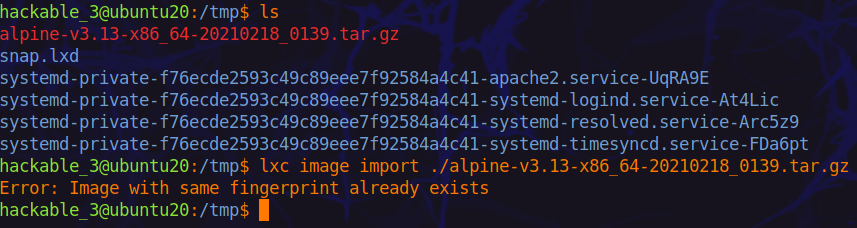 hackable_3@ubuntu20:/tmp$ ls
alpine-v3.13-x86_64-20210218_0139.tar.gz
snap.lxd
systemd-private-f76ecde2593c49c89eee7f92584a4c41-apache2.service-UqRA9E
systemd-private-f76ecde2593c49c89eee7f92584a4c41-systemd-logind.service-At4Lic
systemd-private-f76ecde2593c49c89eee7f92584a4c41-systemd-resolved.service-Arc5z9
systemd-private-f76ecde2593c49c89eee7f92584a4c41-systemd-timesyncd.service-FDa6pt
hackable_3@ubuntu20:/tmp$ lxc image import ./alpine-v3.13-x86_64-20210218_0139.tar.gz
Error: Image with same fingerprint already exists
hackable_3@ubuntu20:/tmp$